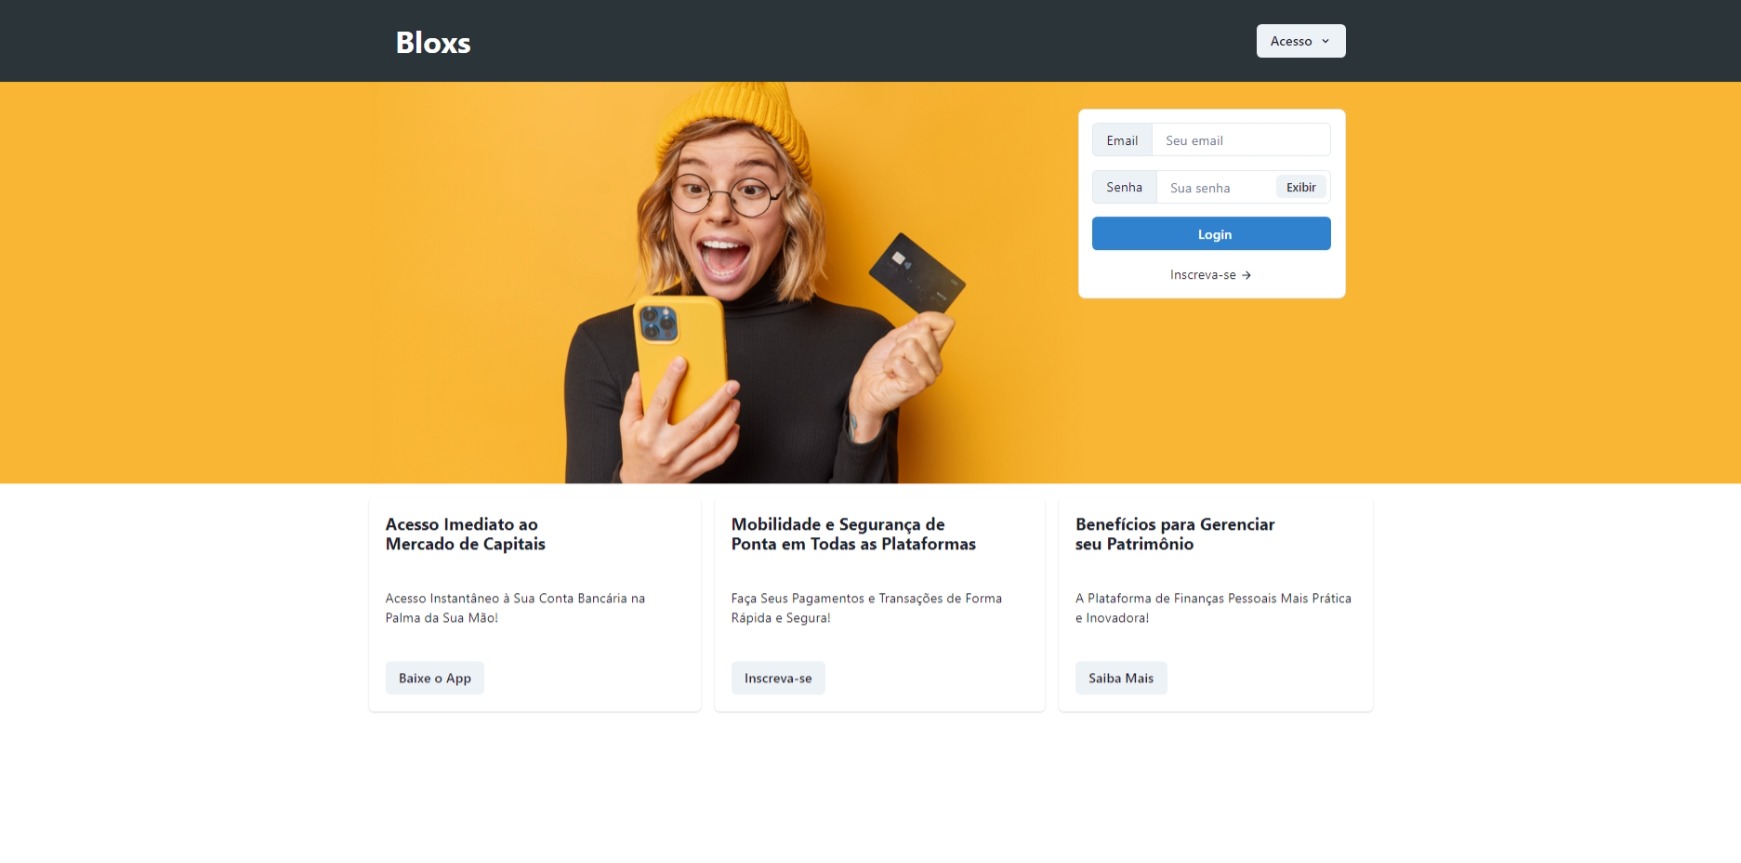 Bloxs
Acesso
Email
Seu email
Senha
Sua senha
Exibir
Login
Inscreva-se →
Acesso Imediato ao
Mercado de Capitais
Acesso Instantâneo à Sua Conta Bancária na
Palma da Sua Mão!
Baixe o App
Mobilidade e Segurança de
Ponta em Todas as Plataformas
Faça Seus Pagamentos e Transações de Forma
Rápida e Segura!
Inscreva-se
Benefícios para Gerenciar
seu Patrimônio
A Plataforma de Finanças Pessoais Mais Prática
e Inovadora!
Saiba Mais